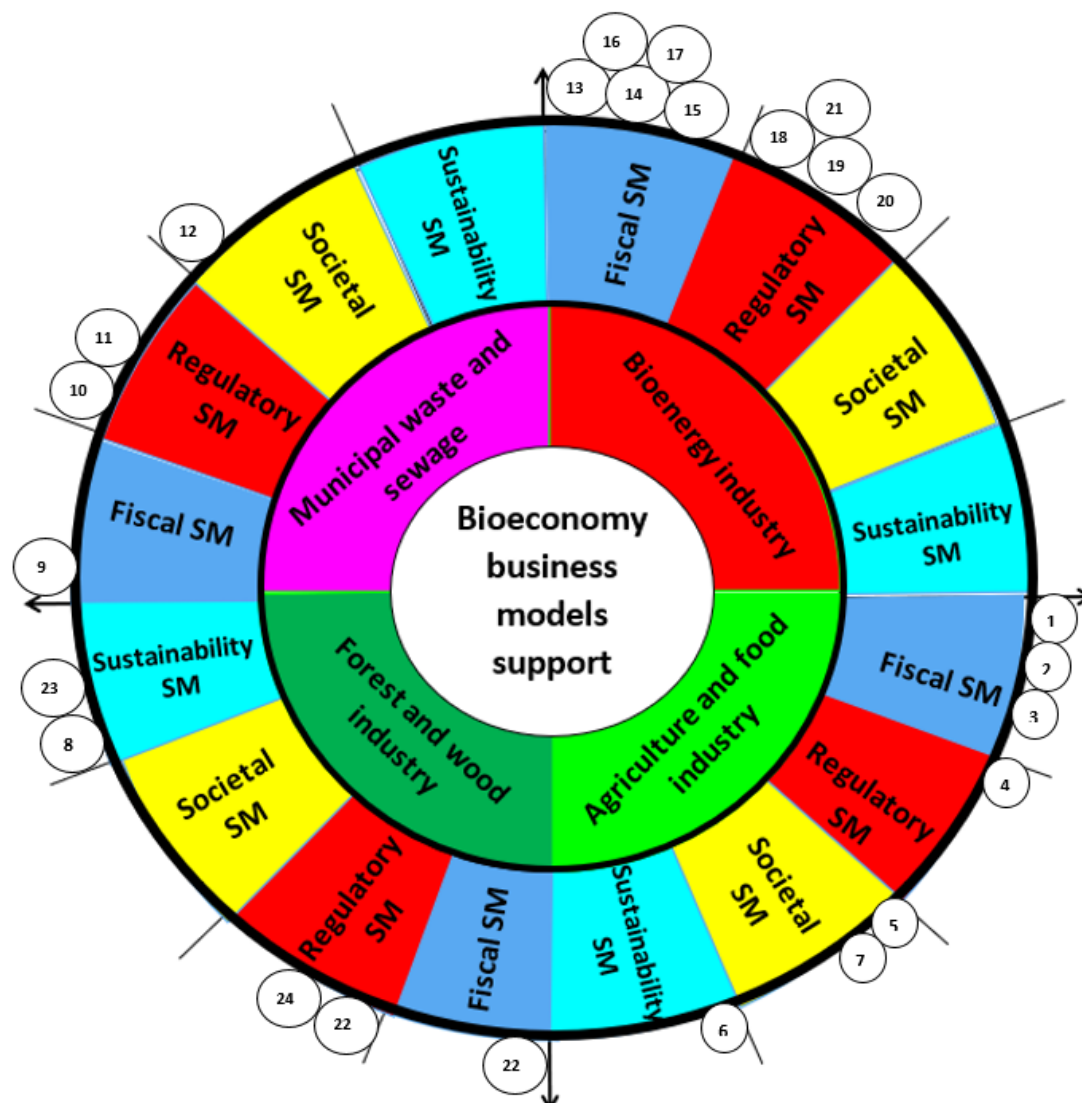 16
17
13
14
15
21
18
19
20
12
11
10
9
23
8
24
22
22
6
7
5
4
3
2
1
Sustainability
SM
Fiscal SM
Regulatory
SM
Societal
SM
Sustainability
SM
Fiscal SM
Regulatory
SM
Societal
SM
Sustainability
SM
Fiscal SM
Regulatory
SM
Societal
SM
Sustainability
SM
Fiscal SM
Regulatory
SM
Societal
SM
Municipal waste and
sewage
Bioenergy industry
Agriculture and food
industry
Forest and wood
industry
Bioeconomy
business
models
support